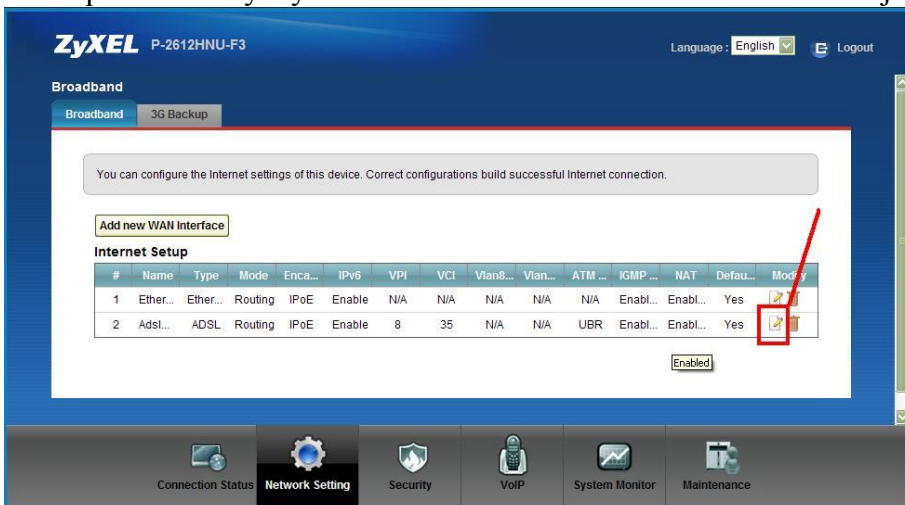 ZyXEL P-2612HNU-F3 Language : English Logout
Broadband
Broadband 3G Backup
You can configure the Internet settings of this device. Correct configurations build successful Internet connection.
Add new WAN Interface
Internet Setup
# Name Type Mode Enca... IPv6 VPI VCI Vlan8... Vlan... ATM ... IGMP ... NAT Defau... Modify
1 Ether... Ether... Routing IPoE Enable N/A N/A N/A N/A N/A Enabl... Enabl... Yes
2 Adsl... ADSL Routing IPoE Enable 8 35 N/A N/A UBR Enabl... Enabl... Yes
Enabled
Connection Status Network Setting Security VoIP System Monitor Maintenance